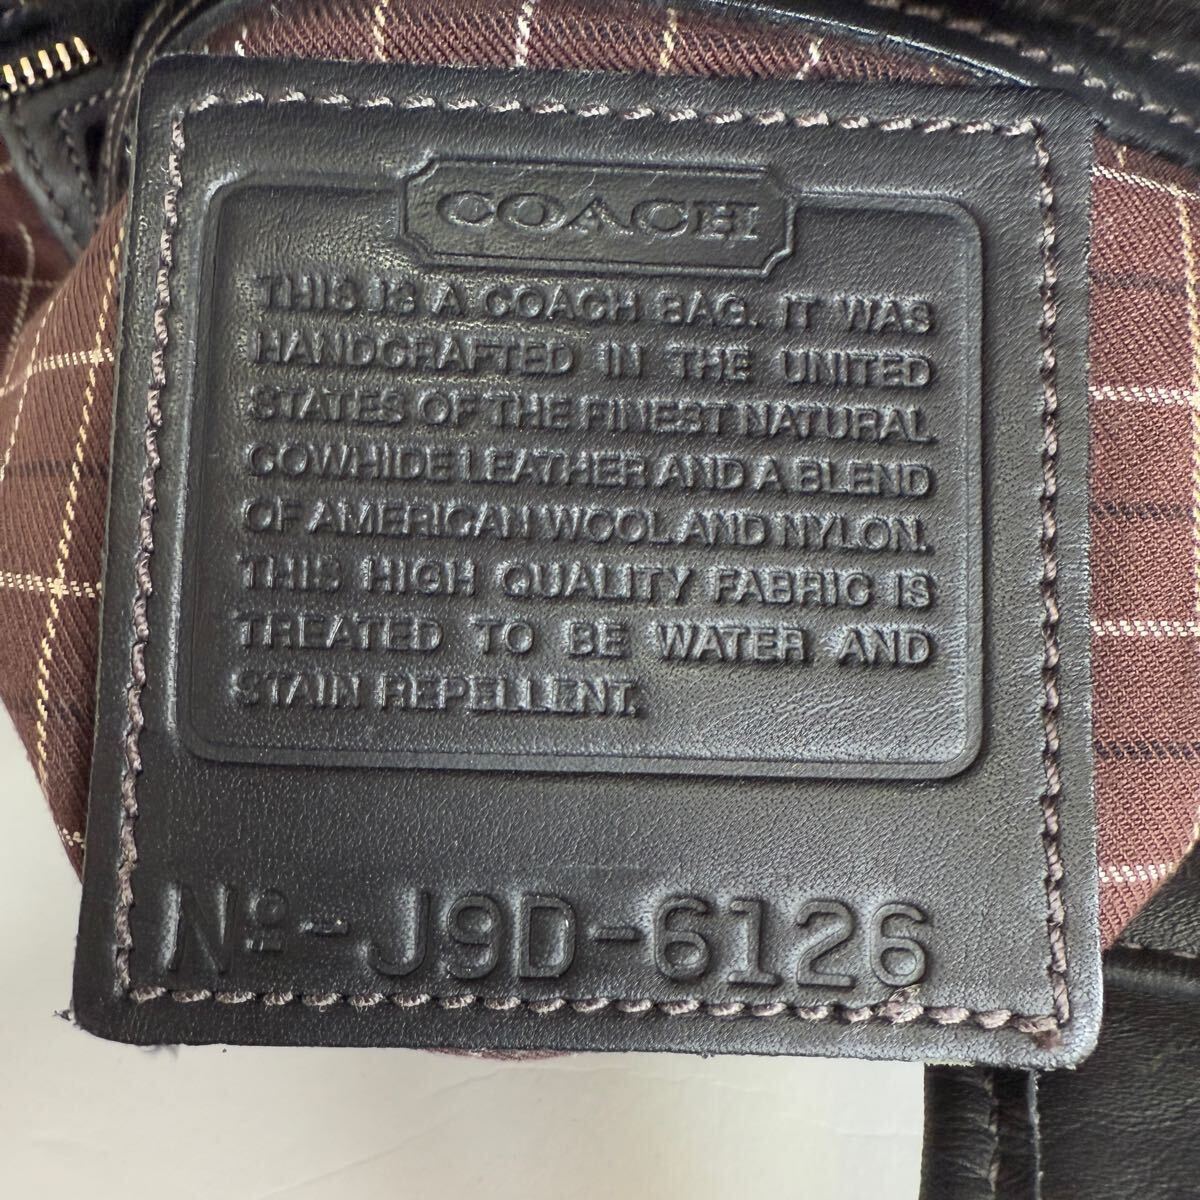 COACH
THIS IS A COACH BAG. IT WAS
HANDCRAFTED IN THE UNITED
STATES OF THE FINEST NATURAL
COWHIDE LEATHER AND A BLEND
OF AMERICAN WOOL AND NYLON.
THIS HIGH QUALITY FABRIC IS
TREATED TO BE WATER AND
STAIN REPELLENT.
Nº-J9D-6126